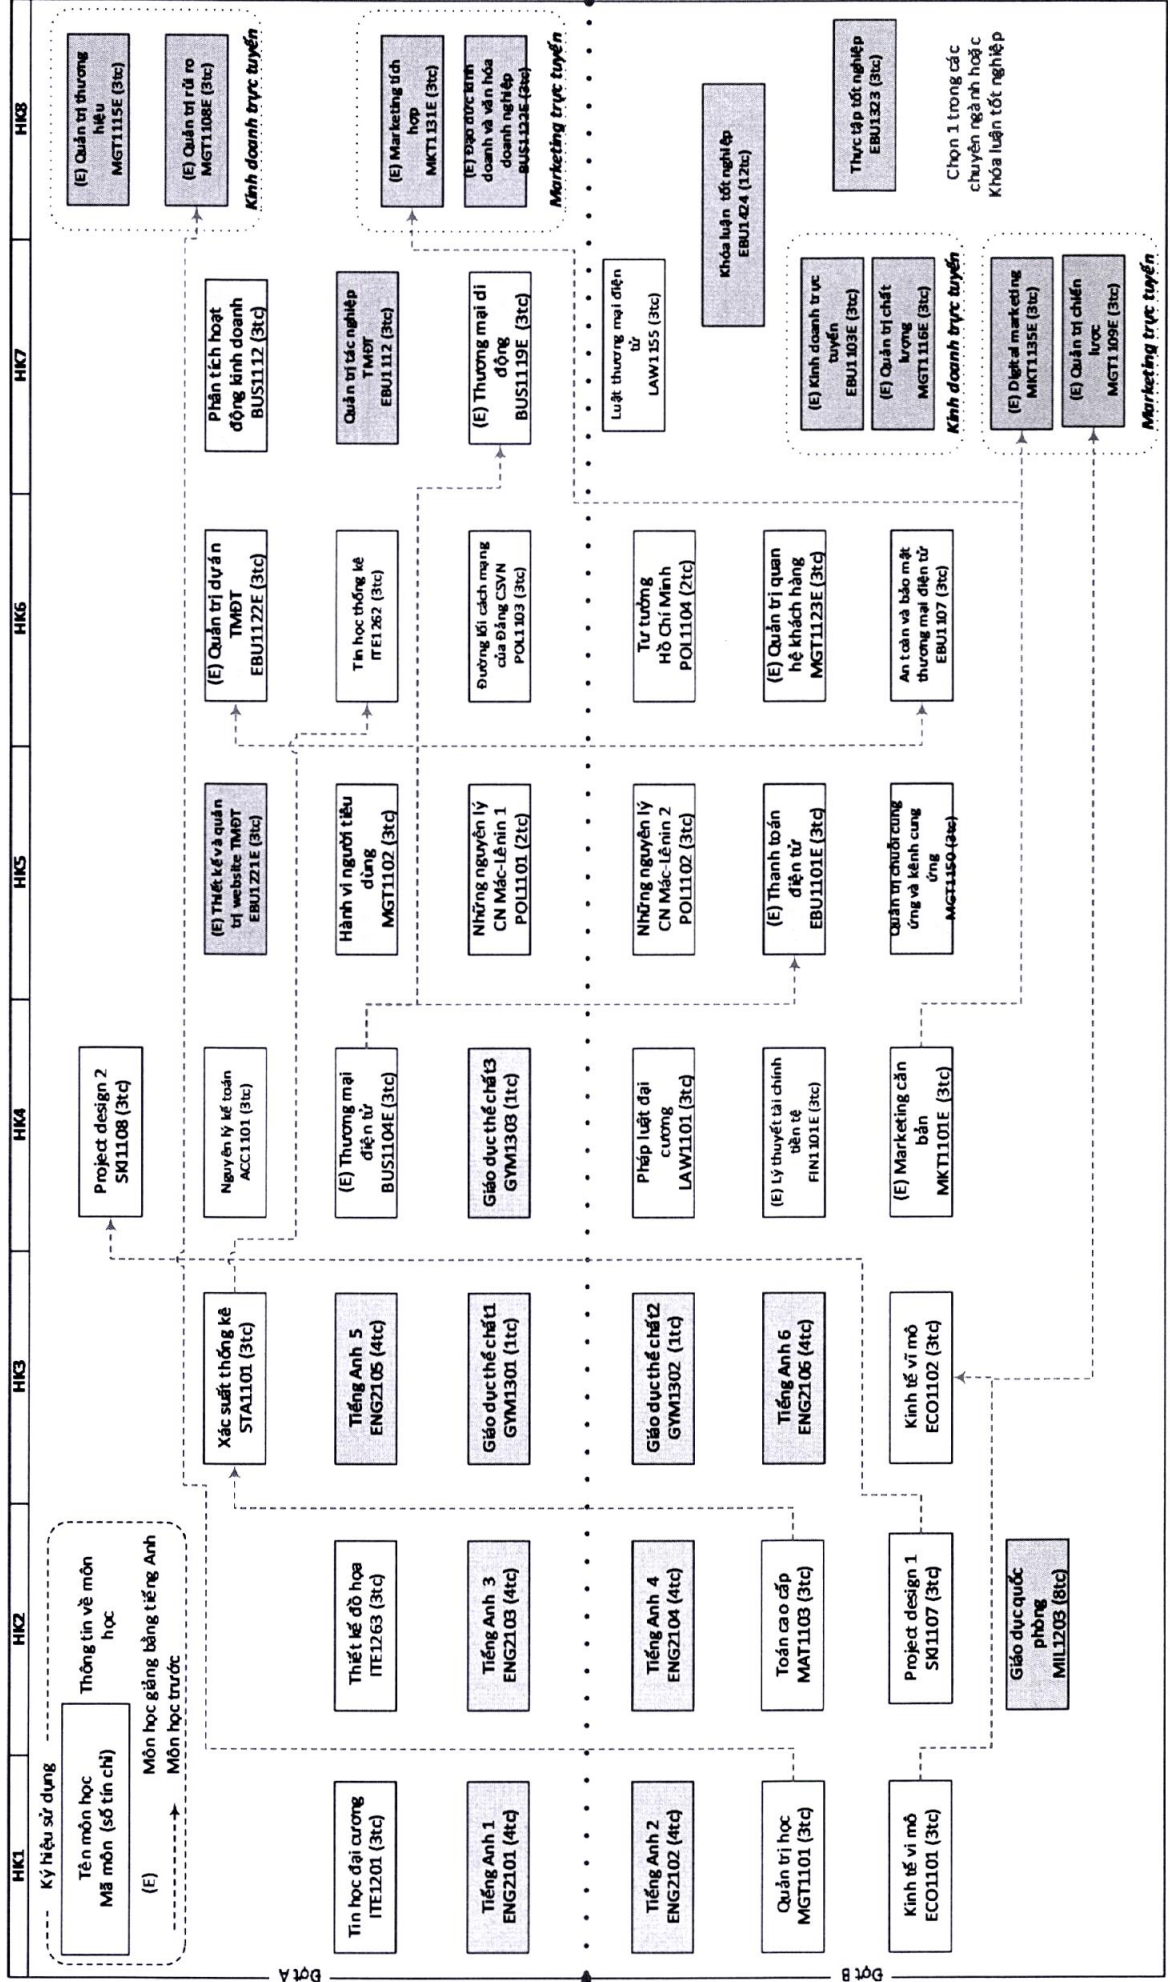 HK1
HK2
HK3
HK4
HK5
HK6
HK7
HK8
Ký hiệu sử dụng
Tên môn học
Mã môn (số tín chỉ)
Thông tin về môn
học
(E)
Môn học giảng bằng tiếng Anh
Môn học trước
Đợt A
Đợt B
Tin học đại cương
ITE1201 (3tc)
Tiếng Anh 1
ENG2101 (4tc)
Tiếng Anh 2
ENG2102 (4tc)
Quản trị học
MGT1101 (3tc)
Kinh tế vi mô
ECO1101 (3tc)
Thiết kế đồ họa
ITE1263 (3tc)
Tiếng Anh 3
ENG2103 (4tc)
Tiếng Anh 4
ENG2104 (4tc)
Toán cao cấp
MAT1103 (3tc)
Project design 1
SKI1107 (3tc)
Giáo dục quốc
phòng
MIL1203 (8tc)
Xác suất thống kê
STA1101 (3tc)
Tiếng Anh 5
ENG2105 (4tc)
Giáo dục thể chất1
GYM1301 (1tc)
Giáo dục thể chất2
GYM1302 (1tc)
Tiếng Anh 6
ENG2106 (4tc)
Kinh tế vi mô
ECO1102 (3tc)
Project design 2
SKI1108 (3tc)
Nguyên lý kế toán
ACC1101 (3tc)
(E) Thương mại
điện tử
BUS1104E (3tc)
Giáo dục thể chất3
GYM1303 (1tc)
Pháp luật đại
cương
LAW1101 (3tc)
(E) Lý thuyết tài chính
tiền tệ
FIN1101E (3tc)
(E) Marketing căn
bản
MKT1101E (3tc)
(E) Thiết kế và quản
trị website TMĐT
EBU1221E (3tc)
Hành vi người tiêu
dùng
MGT1102 (3tc)
Những nguyên lý
CN Mác-Lênin 1
POL1101 (2tc)
Những nguyên lý
CN Mác-Lênin 2
POL1102 (3tc)
(E) Thanh toán
điện tử
EBU1101E (3tc)
Quản trị chuỗi cung
ứng và kênh cung
ứng
MGT1150 (3tc)
(E) Quản trị dự án
TMĐT
EBU1122E (3tc)
Tin học thống kê
ITE1262 (3tc)
Đường lối cách mạng
của Đảng CSVN
POL1103 (3tc)
Tư tưởng
Hồ Chí Minh
POL1104 (2tc)
(E) Quản trị quan
hệ khách hàng
MGT1123E (3tc)
An toàn và bảo mật
thương mại điện tử
EBU1107 (3tc)
Phân tích hoạt
động kinh doanh
BUS1112 (3tc)
Quản trị tác nghiệp
TMĐT
EBU1112 (3tc)
(E) Thương mại di
động
BUS1119E (3tc)
Luật thương mại điện
tử
LAW1155 (3tc)
(E) Kinh doanh trực
tuyến
EBU1103E (3tc)
(E) Quản trị chất
lượng
MGT1116E (3tc)
Kinh doanh trực tuyến
(E) Digital marketing
MKT1135E (3tc)
(E) Quản trị chiến
lược
MGT1109E (3tc)
Marketing trực tuyến
(E) Quản trị thương
hiệu
MGT1115E (3tc)
(E) Quản trị rủi ro
MGT1108E (3tc)
Kinh doanh trực tuyến
(E) Marketing tích
hợp
MKT1131E (3tc)
(E) Đạo đức kinh
doanh và văn hóa
doanh nghiệp
(3tc)
Marketing trực tuyến
Khóa luận tốt nghiệp
EBU1424 (12tc)
Thực tập tốt nghiệp
EBU1323 (3tc)
Chọn 1 trong các
chuyên ngành hoặc
Khóa luận tốt nghiệp